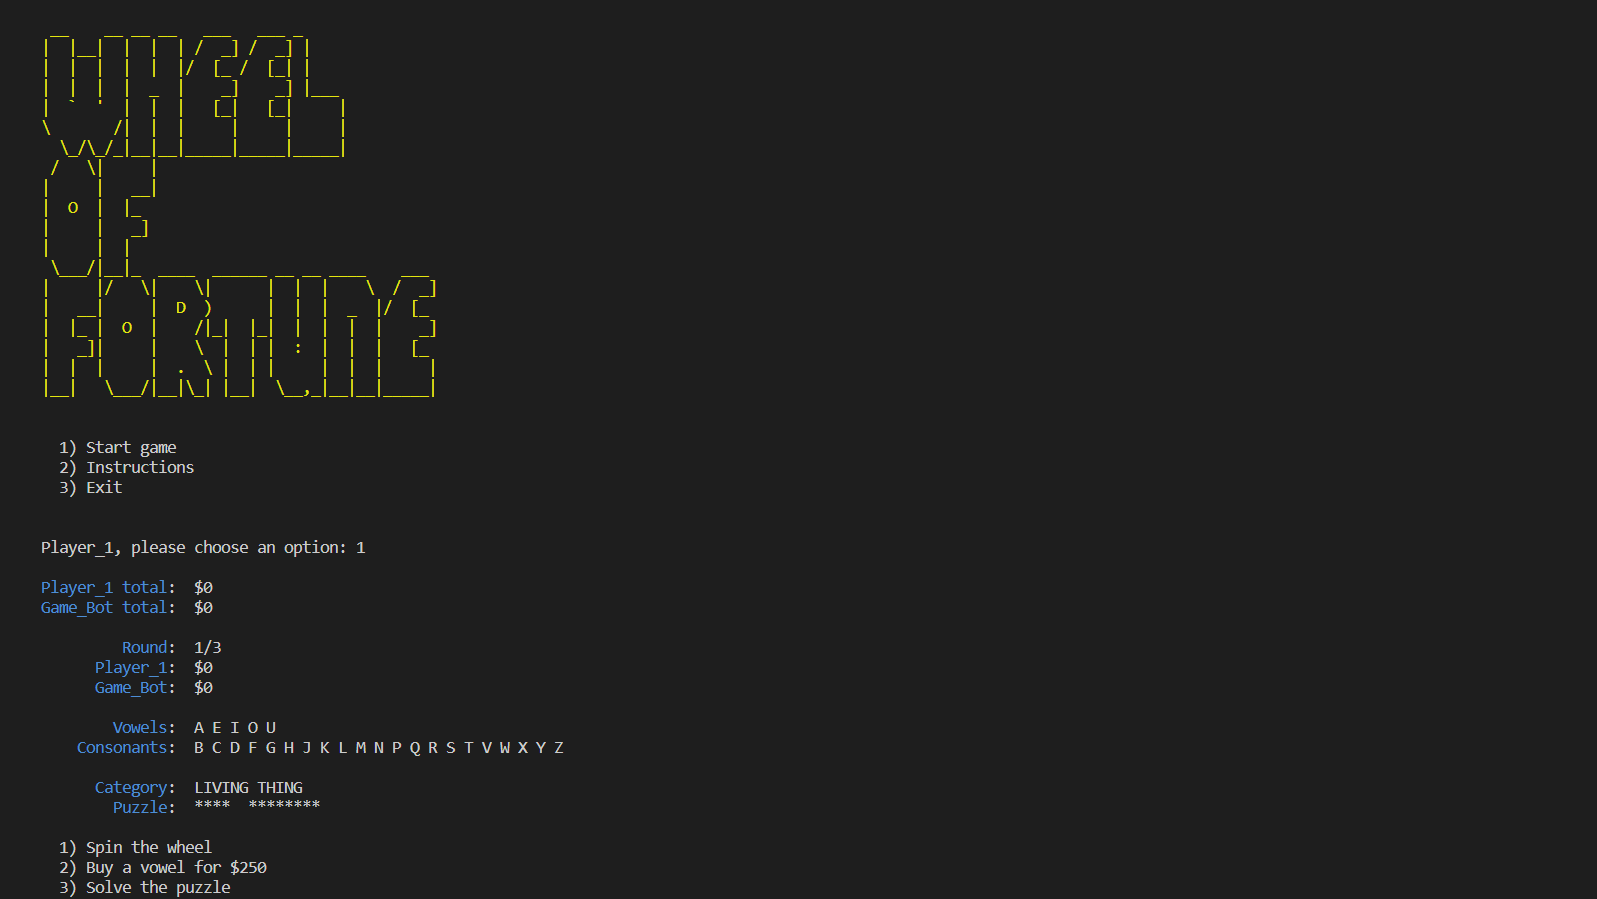 WHEEL
OF
FORTUNE
1) Start game
2) Instructions
3) Exit
Player_1, please choose an option: 1
Player_1 total: $0
Game_Bot total: $0
Round: 1/3
Player_1: $0
Game_Bot: $0
Vowels: A E I O U
Consonants: B C D F G H J K L M N P Q R S T V W X Y Z
Category: LIVING THING
Puzzle: **** ********
1) Spin the wheel
2) Buy a vowel for $250
3) Solve the puzzle